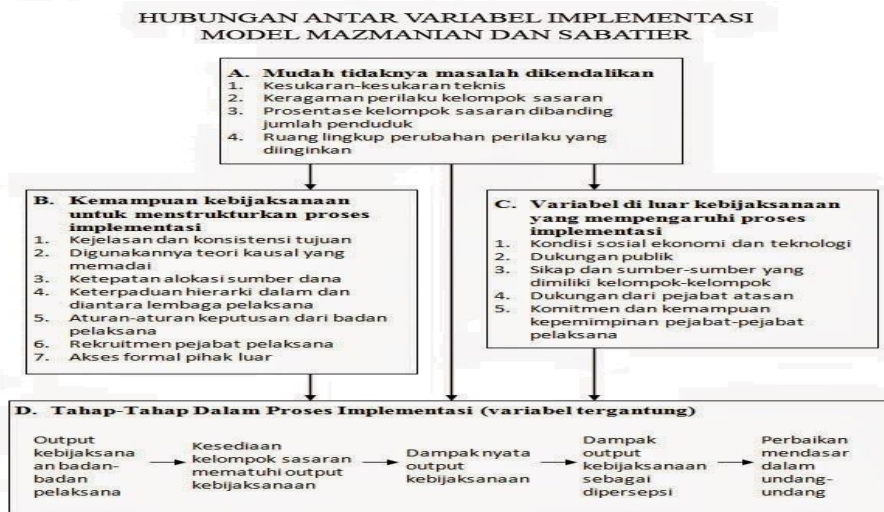 HUBUNGAN ANTAR VARIABEL IMPLEMENTASI
MODEL MAZMANIAN DAN SABATIER
A. Mudah tidaknya masalah dikendalikan
1. Kesukaran-kesukaran teknis
2. Keragaman perilaku kelompok sasaran
3. Prosentase kelompok sasaran dibanding
jumlah penduduk
4. Ruang lingkup perubahan perilaku yang
diinginkan
B. Kemampuan kebijaksanaan
untuk menstrukturkan proses
implementasi
1. Kejelasan dan konsistensi tujuan
2. Digunakannya teori kausal yang
memadai
3. Ketepatan alokasi sumber dana
4. Keterpaduan hierarki dalam dan
diantara lembaga pelaksana
5. Aturan-aturan keputusan dari badan
pelaksana
6. Rekruitmen pejabat pelaksana
7. Akses formal pihak luar
C. Variabel di luar kebijaksanaan
yang mempengaruhi proses
implementasi
1. Kondisi sosial ekonomi dan teknologi
2. Dukungan publik
3. Sikap dan sumber-sumber yang
dimiliki kelompok-kelompok
4. Dukungan dari pejabat atasan
5. Komitmen dan kemampuan
kepemimpinan pejabat-pejabat
pelaksana
D. Tahap-Tahap Dalam Proses Implementasi (variabel tergantung)
Output
kebijaksana
an badan-
badan
pelaksana
Kesediaan
kelompok sasaran
mematuhi output
kebijaksanaan
Dampak nyata
output
kebijaksanaan
Dampak
output
kebijaksanaan
sebagai
dipersepsi
Perbaikan
mendasar
dalam
undang-
undang